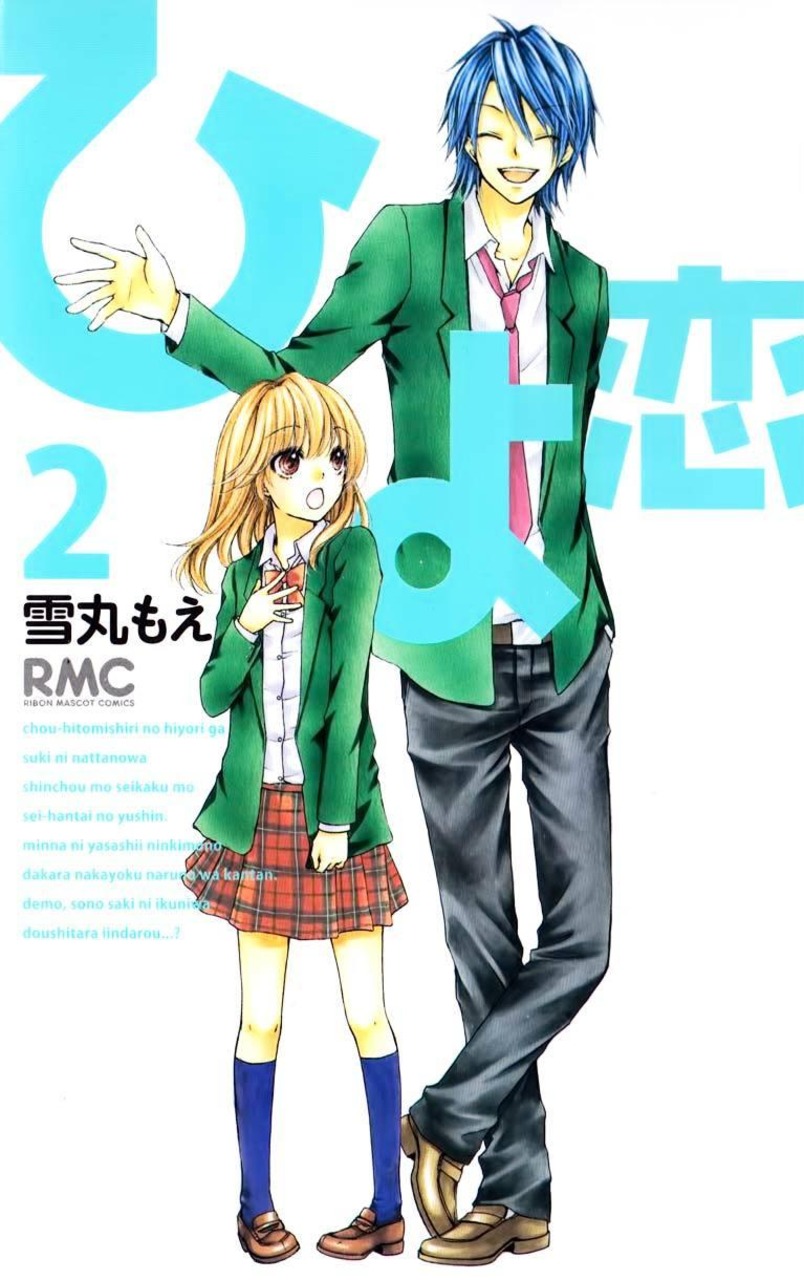 ひよ恋
2
雪丸もえ
RMC
RIBON MASCOT COMICS
chou-hitomishiri no hiyori ga
suki ni nattanowa
shinchou mo seikaku mo
sei-hantai no yushin.
minna ni yasashii ninkimono
dakara nakayoku naruno wa kantan.
demo, sono saki ni ikuniwa
doushitara iindarou...?